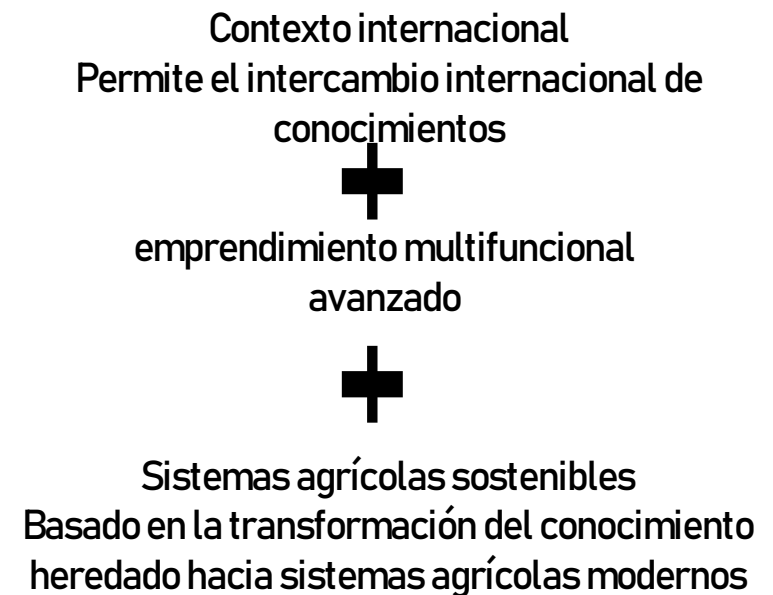 Contexto internacional
Permite el intercambio internacional de
conocimientos
emprendimiento multifuncional
avanzado
Sistemas agrícolas sostenibles
Basado en la transformación del conocimiento
heredado hacia sistemas agrícolas modernos